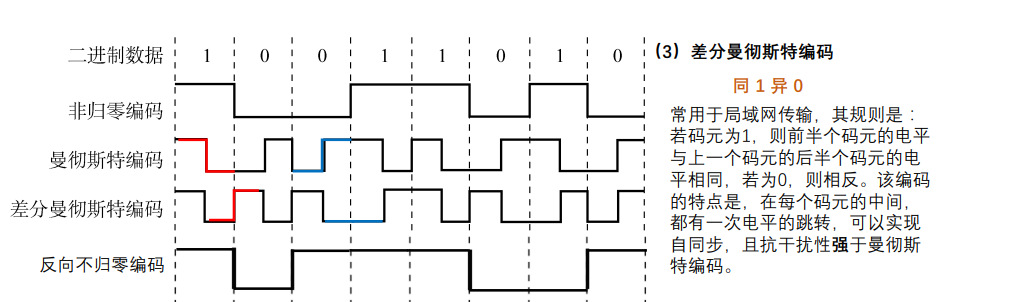 二进制数据 1 0 0 1 1 0 1 0
非归零编码
曼彻斯特编码
差分曼彻斯特编码
反向不归零编码
(3) 差分曼彻斯特编码
同 1 异 0
常用于局域网传输，其规则是：
若码元为1，则前半个码元的电平
与上一个码元的后半个码元的电
平相同，若为0，则相反。该编码
的特点是，在每个码元的中间，
都有一次电平的跳转，可以实现
自同步，且抗干扰性强于曼彻斯
特编码。